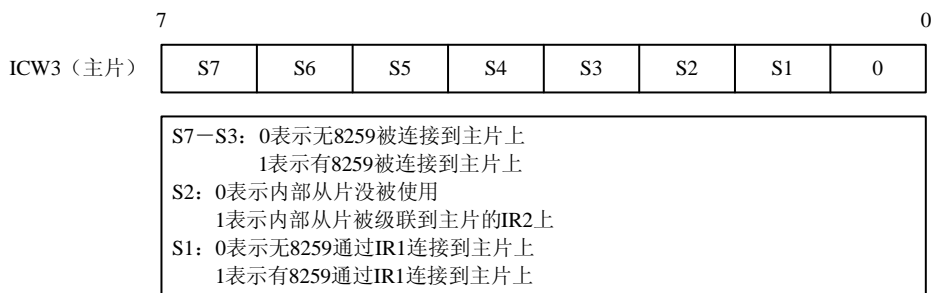 7 0
ICW3（主片） S7 S6 S5 S4 S3 S2 S1 0
S7－S3：0表示无8259被连接到主片上
1表示有8259被连接到主片上
S2：0表示内部从片没被使用
1表示内部从片被级联到主片的IR2上
S1：0表示无8259通过IR1连接到主片上
1表示有8259通过IR1连接到主片上